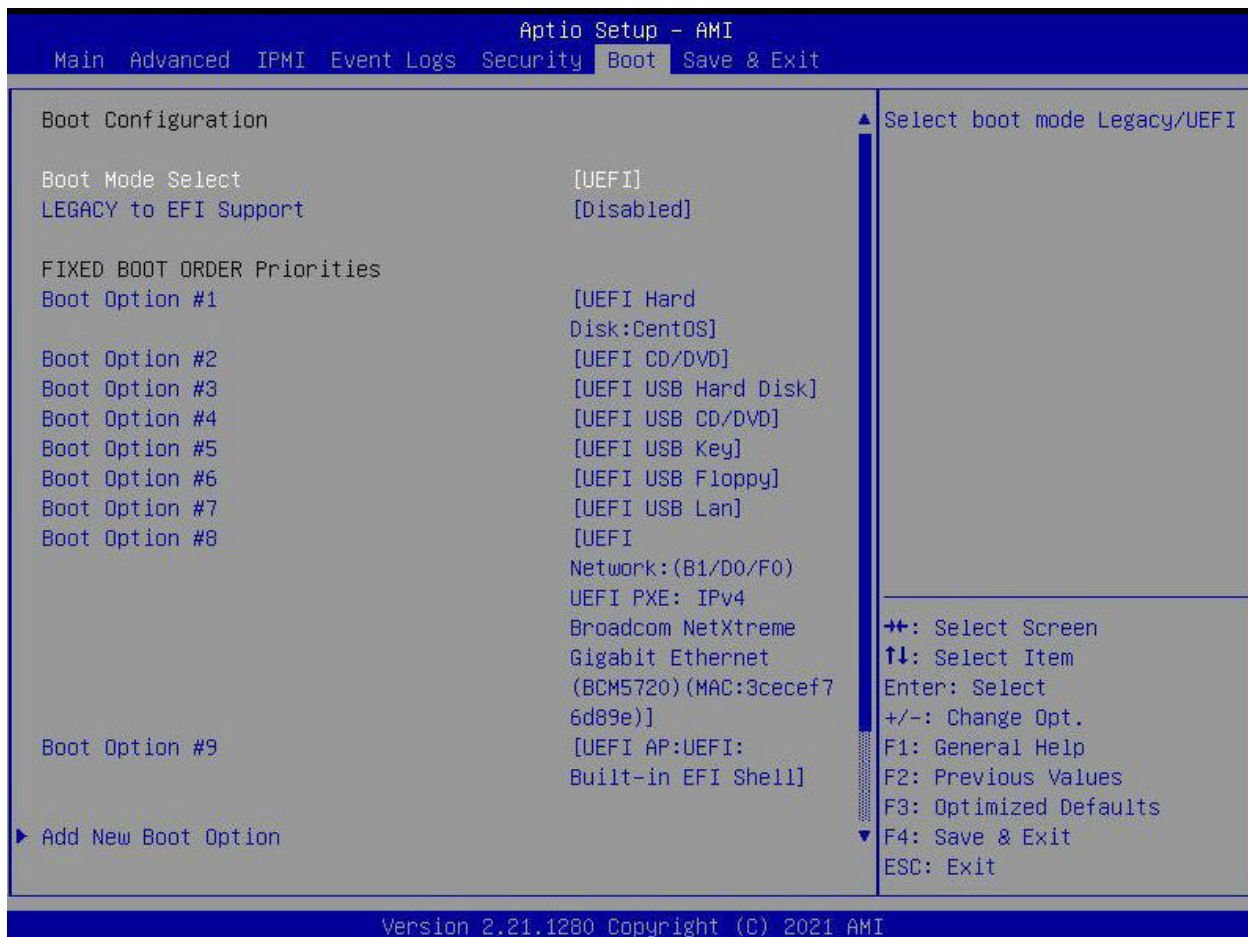 Aptio Setup – AMI
Main Advanced IPMI Event Logs Security Boot Save & Exit
Boot Configuration
Select boot mode Legacy/UEFI
Boot Mode Select [UEFI]
LEGACY to EFI Support [Disabled]
FIXED BOOT ORDER Priorities
Boot Option #1 [UEFI Hard
Disk:CentOS]
Boot Option #2 [UEFI CD/DVD]
Boot Option #3 [UEFI USB Hard Disk]
Boot Option #4 [UEFI USB CD/DVD]
Boot Option #5 [UEFI USB Key]
Boot Option #6 [UEFI USB Floppy]
Boot Option #7 [UEFI USB Lan]
Boot Option #8 [UEFI
Network:(B1/D0/F0)
UEFI PXE: IPv4
Broadcom NetXtreme
Gigabit Ethernet
(BCM5720)(MAC:3cecef7
6d89e)]
Boot Option #9 [UEFI AP:UEFI:
Built-in EFI Shell]
Add New Boot Option
→←: Select Screen
↑↓: Select Item
Enter: Select
+/-: Change Opt.
F1: General Help
F2: Previous Values
F3: Optimized Defaults
F4: Save & Exit
ESC: Exit
Version 2.21.1280 Copyright (C) 2021 AMI